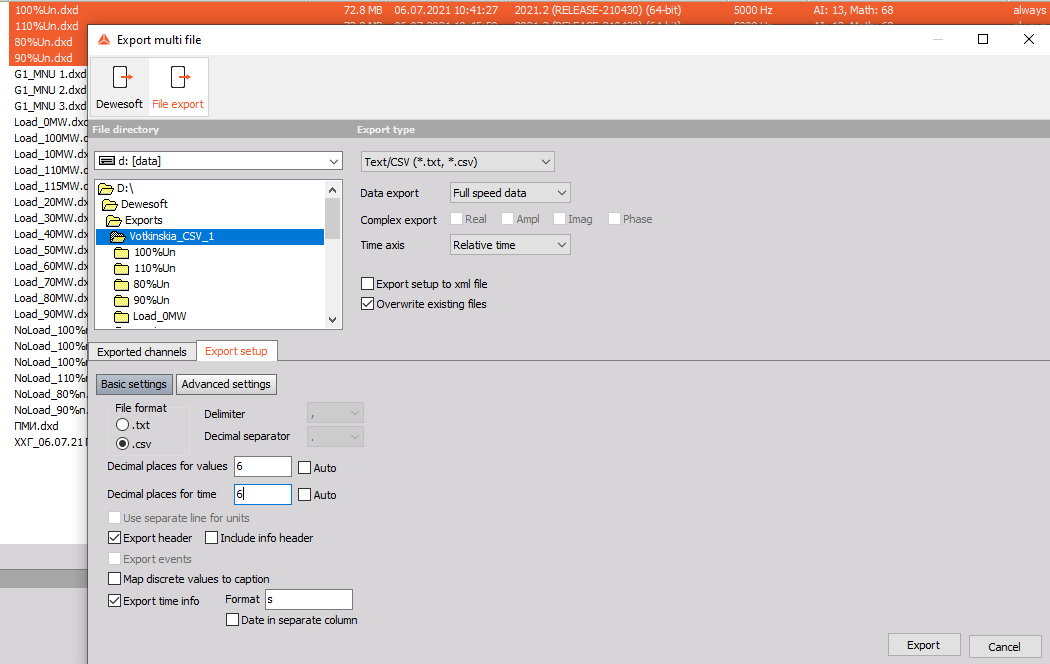 100%Un.dxd 72.8 MB 06.07.2021 10:41:27 2021.2 (RELEASE-210430) (64-bit) 5000 Hz AI: 13, Math: 68 always
110%Un.dxd
80%Un.dxd
90%Un.dxd
G1_MNU 1.dxd
G1_MNU 2.dxd
G1_MNU 3.dxd
Load_0MW.dxd
Load_100MW.
Load_10MW.d
Load_110MW.
Load_115MW.
Load_20MW.d
Load_30MW.d
Load_40MW.d
Load_50MW.d
Load_60MW.d
Load_70MW.d
Load_80MW.d
Load_90MW.d
NoLoad_100%
NoLoad_100%
NoLoad_100%
NoLoad_110%
NoLoad_80%n
NoLoad_90%n
ПМИ.dxd
ХХГ_06.07.21
Export multi file
Dewesoft File export
File directory Export type
d: [data]
D:\
Dewesoft
Exports
Votkinskia_CSV_1
100%Un
110%Un
80%Un
90%Un
Load_0MW
Text/CSV (*.txt, *.csv)
Data export Full speed data
Complex export Real Ampl Imag Phase
Time axis Relative time
Export setup to xml file
Overwrite existing files
Exported channels Export setup
Basic settings Advanced settings
File format
.txt
.csv
Delimiter ,
Decimal separator .
Decimal places for values 6 Auto
Decimal places for time 6 Auto
Use separate line for units
Export header Include info header
Export events
Map discrete values to caption
Export time info Format s
Date in separate column
Export Cancel